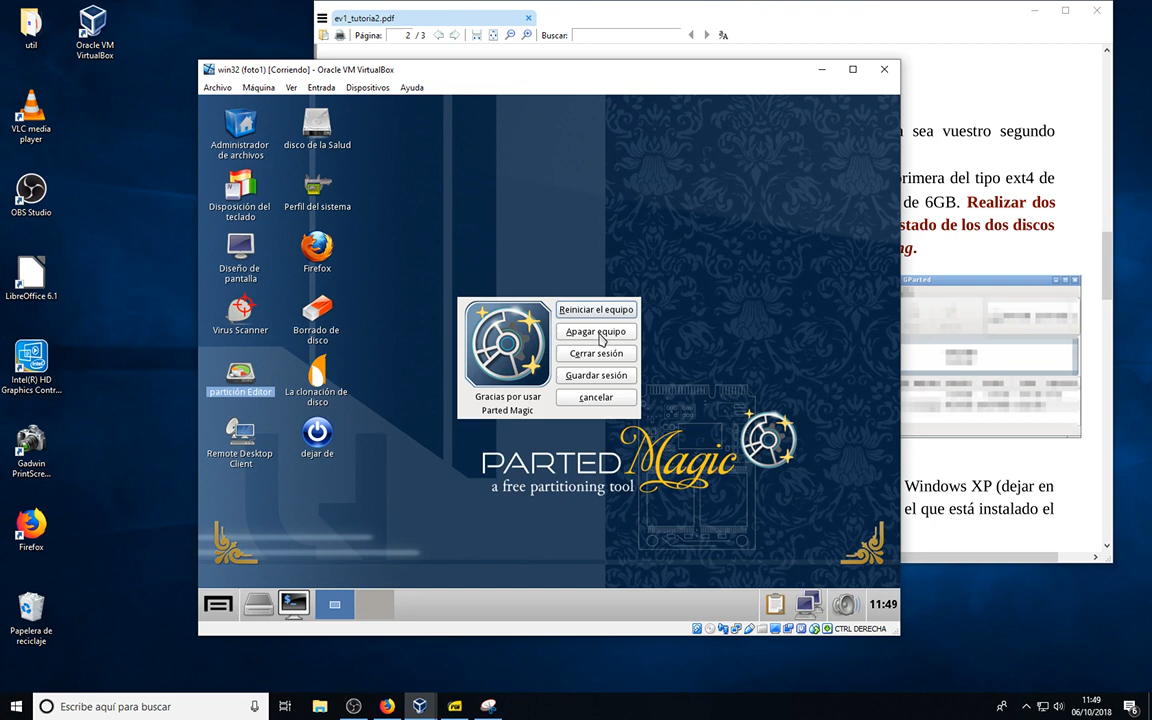 util
Oracle VM
VirtualBox
VLC media
player
OBS Studio
LibreOffice 6.1
Intel(R) HD
Graphics Contr...
Gadwin
PrintScre...
Firefox
Papelera de
reciclaje
ev1_tutoria2.pdf
Página:
2 / 3
Buscar:
sea vuestro segundo
rimera del tipo ext4 de
de 6GB. Realizar dos
stado de los dos discos
ag.
GParted
Windows XP (dejar en
el que está instalado el
win32 (foto1) [Corriendo] - Oracle VM VirtualBox
Archivo Máquina Ver Entrada Dispositivos Ayuda
Administrador
de archivos
disco de la Salud
Disposición del
teclado
Perfil del sistema
Diseño de
pantalla
Firefox
Virus Scanner
Borrado de
disco
partición Editor
La clonación de
disco
Remote Desktop
Client
dejar de
Reiniciar el equipo
Apagar equipo
Cerrar sesión
Guardar sesión
cancelar
Gracias por usar
Parted Magic
PARTED Magic
a free partitioning tool
11:49
CTRL DERECHA
Escribe aquí para buscar
11:49
06/10/2018
6